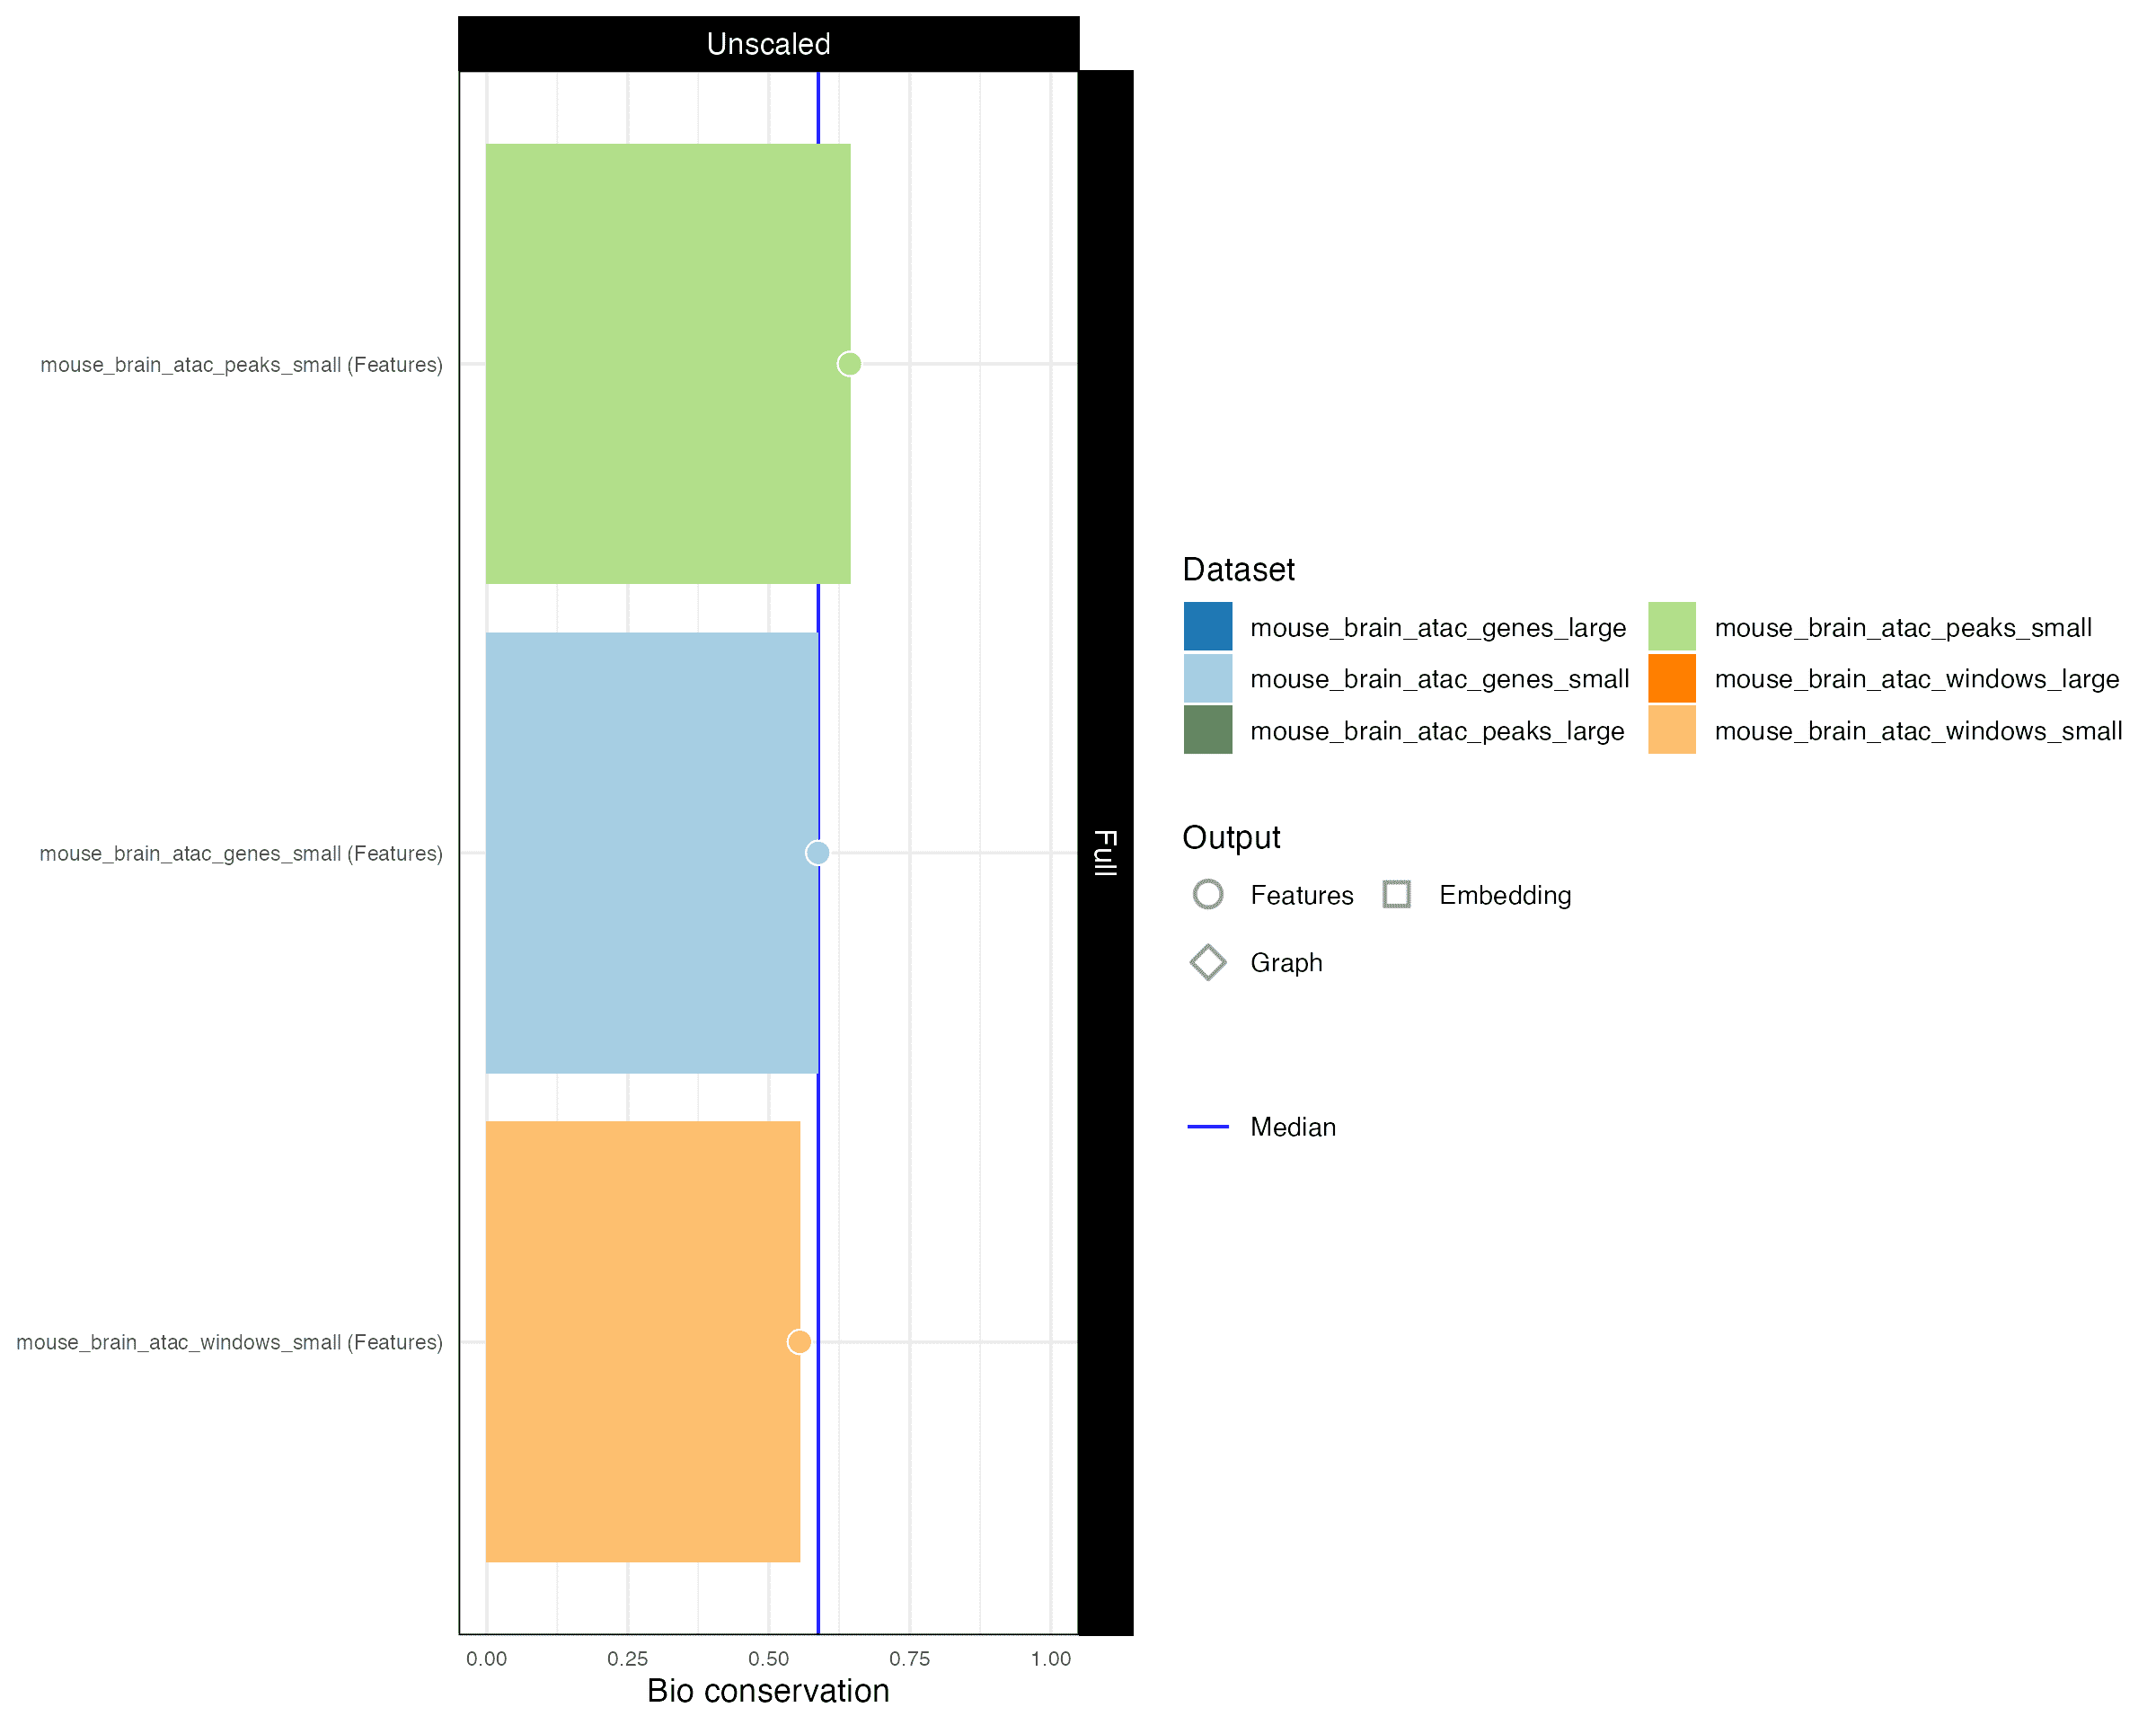 Unscaled
mouse_brain_atac_peaks_small (Features)
mouse_brain_atac_genes_small (Features)
mouse_brain_atac_windows_small (Features)
0.00 0.25 0.50 0.75 1.00
Bio conservation
Full
Dataset
mouse_brain_atac_genes_large mouse_brain_atac_peaks_small
mouse_brain_atac_genes_small mouse_brain_atac_windows_large
mouse_brain_atac_peaks_large mouse_brain_atac_windows_small
Output
Features Embedding
Graph
Median